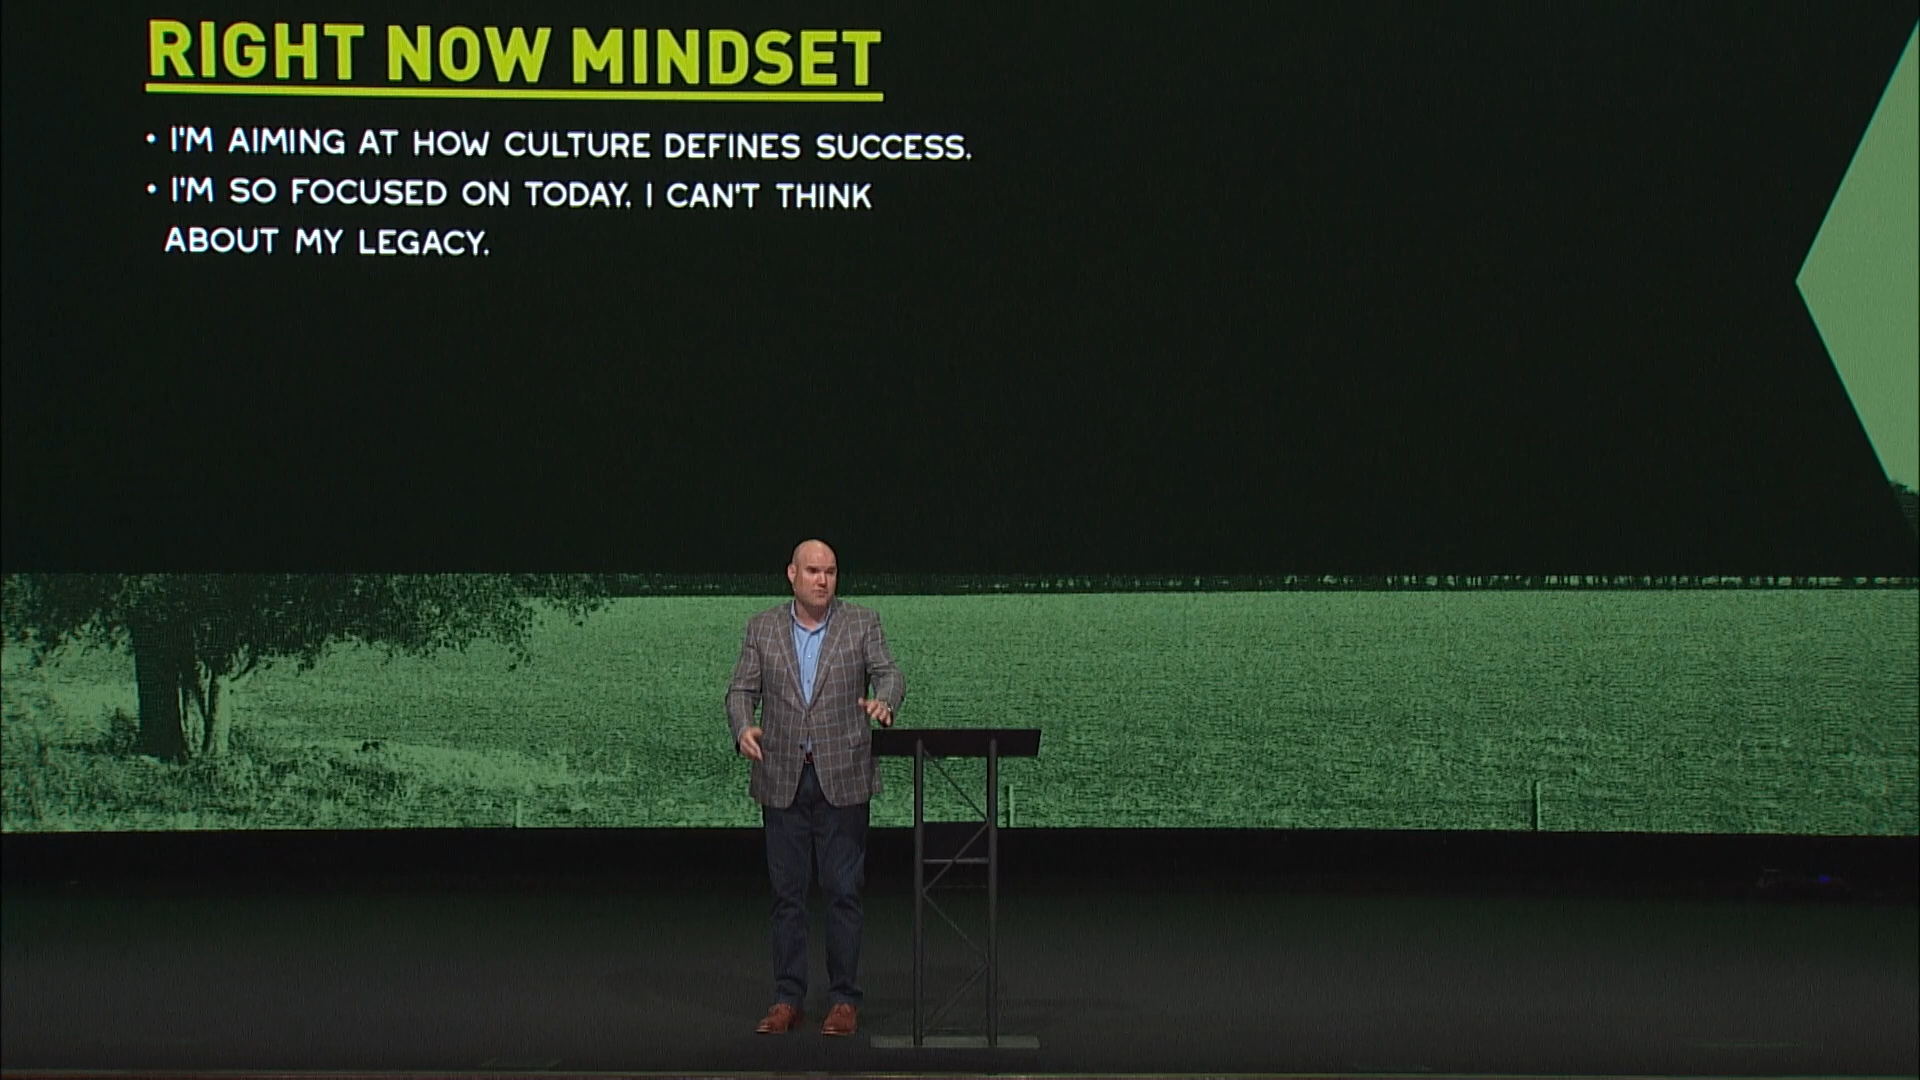 RIGHT NOW MINDSET
• I'M AIMING AT HOW CULTURE DEFINES SUCCESS.
• I'M SO FOCUSED ON TODAY, I CAN'T THINK
ABOUT MY LEGACY.